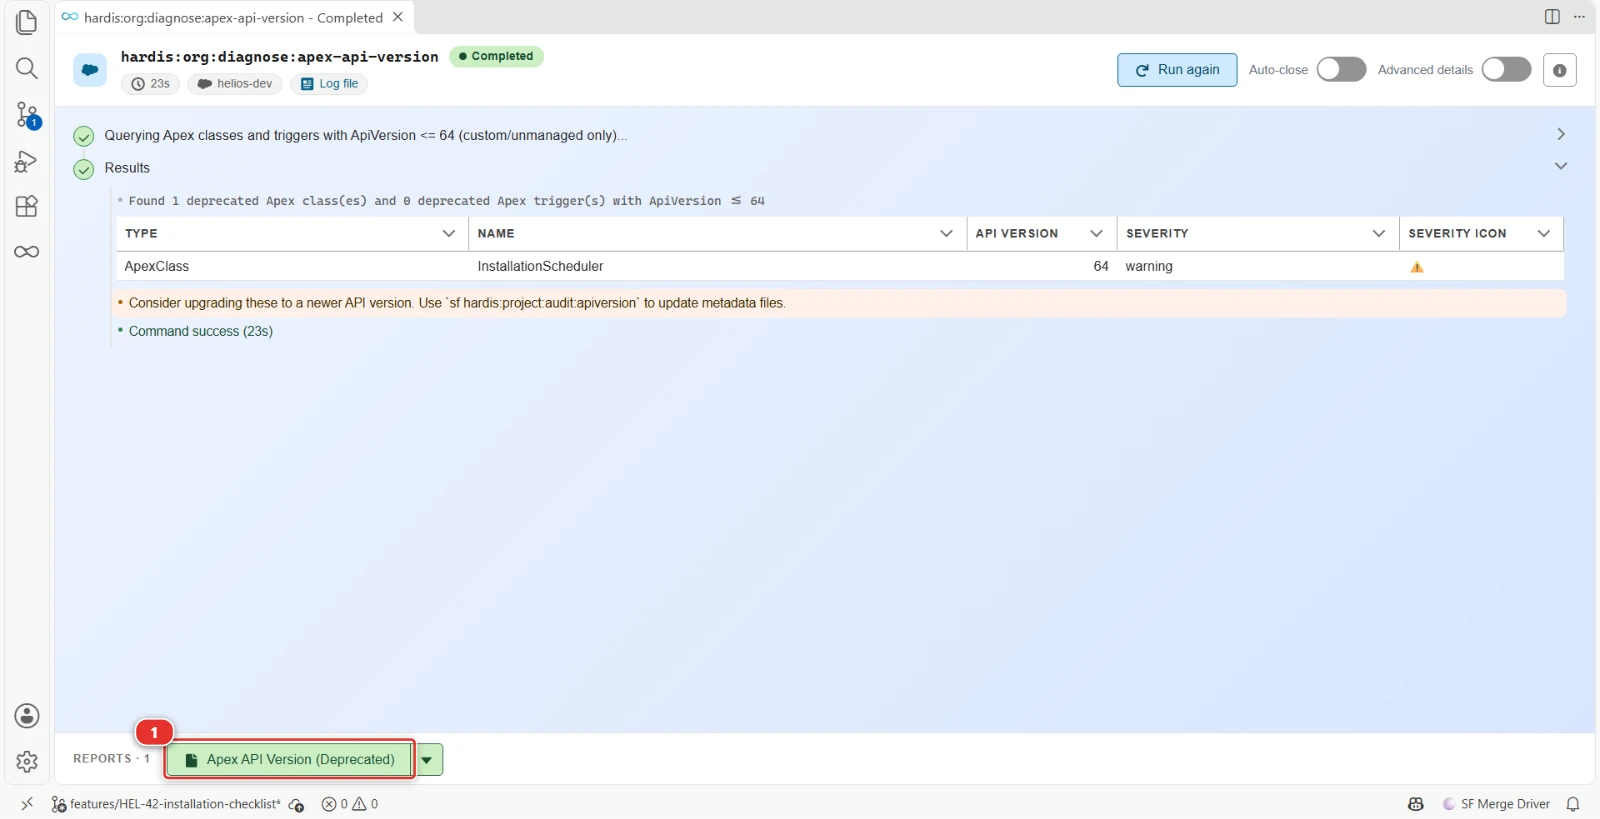 hardis:org:diagnose:apex-api-version - Completed
hardis:org:diagnose:apex-api-version
Completed
23s
helios-dev
Log file
Run again
Auto-close
Advanced details
1
Querying Apex classes and triggers with ApiVersion <= 64 (custom/unmanaged only)...
Results
Found 1 deprecated Apex class(es) and 0 deprecated Apex trigger(s) with ApiVersion ≤ 64
TYPE NAME API VERSION SEVERITY SEVERITY ICON
ApexClass InstallationScheduler 64 warning
Consider upgrading these to a newer API version. Use `sf hardis:project:audit:apiversion` to update metadata files.
Command success (23s)
1
REPORTS · 1
Apex API Version (Deprecated)
features/HEL-42-installation-checklist*
0
0
SF Merge Driver